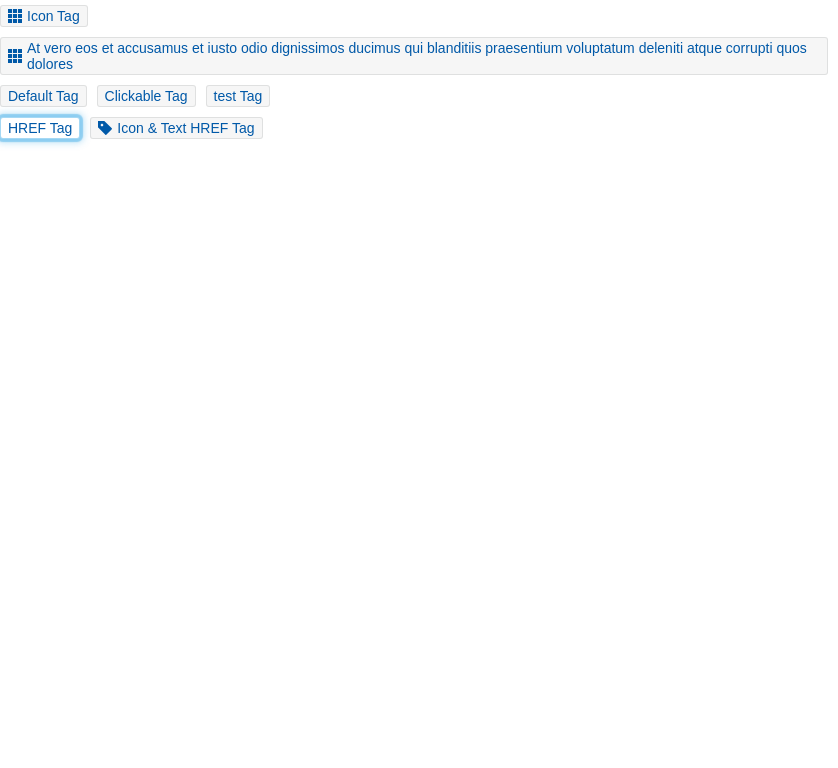 Icon Tag
At vero eos et accusamus et iusto odio dignissimos ducimus qui blanditiis praesentium voluptatum deleniti atque corrupti quos
dolores
Default Tag Clickable Tag test Tag
HREF Tag Icon & Text HREF Tag